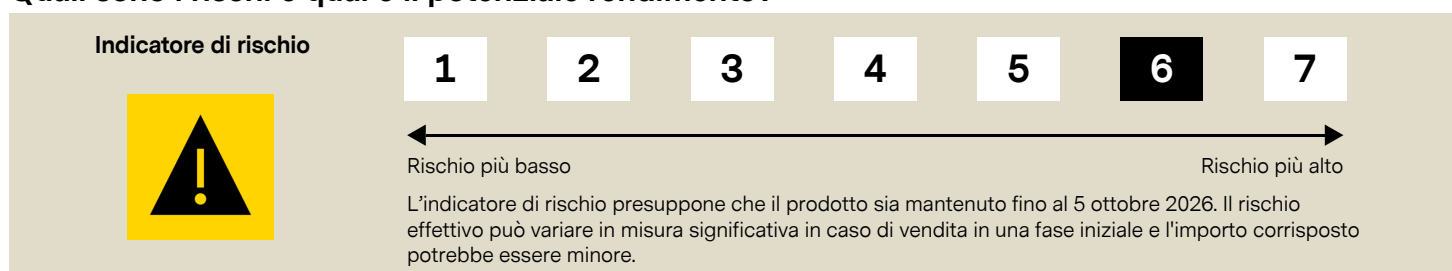 Indicatore di rischio
1 2 3 4 5 6 7
Rischio più basso
Rischio più alto
L'indicatore di rischio presuppone che il prodotto sia mantenuto fino al 5 ottobre 2026. Il rischio
effettivo può variare in misura significativa in caso di vendita in una fase iniziale e l'importo corrisposto
potrebbe essere minore.